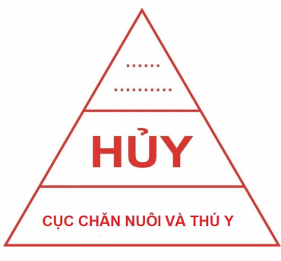 ......
..........
HỦY
CỤC CHĂN NUÔI VÀ THÚ Y